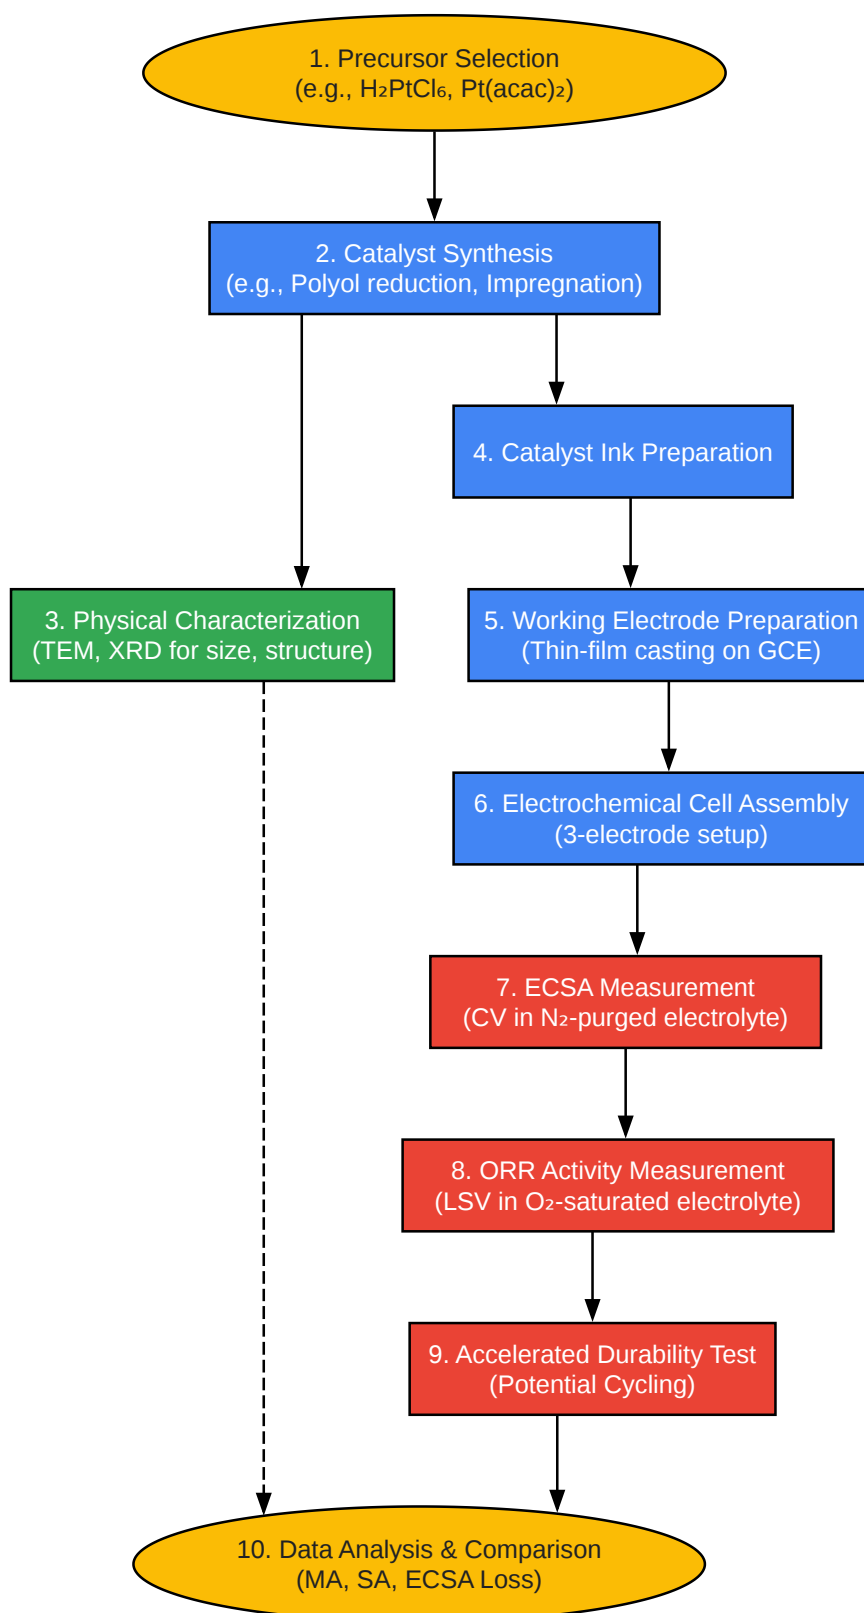 1. Precursor Selection
(e.g., H₂PtCl₆, Pt(acac)₂)
2. Catalyst Synthesis
(e.g., Polyol reduction, Impregnation)
4. Catalyst Ink Preparation
3. Physical Characterization
(TEM, XRD for size, structure)
5. Working Electrode Preparation
(Thin-film casting on GCE)
6. Electrochemical Cell Assembly
(3-electrode setup)
7. ECSA Measurement
(CV in N₂-purged electrolyte)
8. ORR Activity Measurement
(LSV in O₂-saturated electrolyte)
9. Accelerated Durability Test
(Potential Cycling)
10. Data Analysis & Comparison
(MA, SA, ECSA Loss)